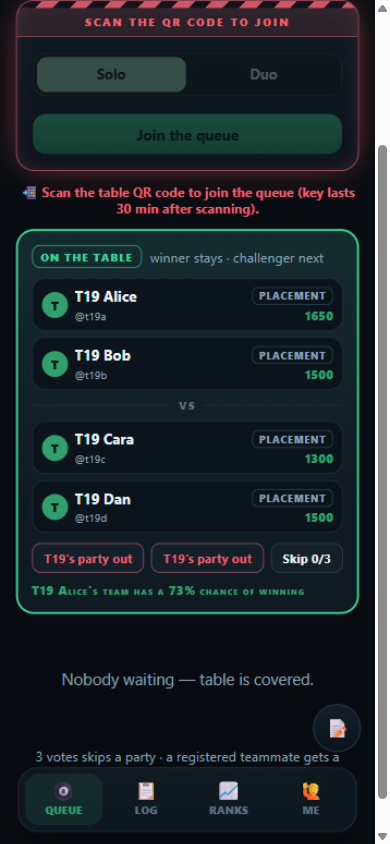 SCAN THE QR CODE TO JOIN
Solo
Duo
Join the queue
Scan the table QR code to join the queue (key lasts
30 min after scanning).
ON THE TABLE
winner stays · challenger next
T
T19 Alice
@t19a
PLACEMENT
1650
T
T19 Bob
@t19b
PLACEMENT
1500
VS
T
T19 Cara
@t19c
PLACEMENT
1300
T
T19 Dan
@t19d
PLACEMENT
1500
T19's party out
T19's party out
Skip 0/3
T19 Alice's team has a 73% chance of winning
Nobody waiting — table is covered.
3 votes skips a party · a registered teammate gets a
QUEUE
LOG
RANKS
ME